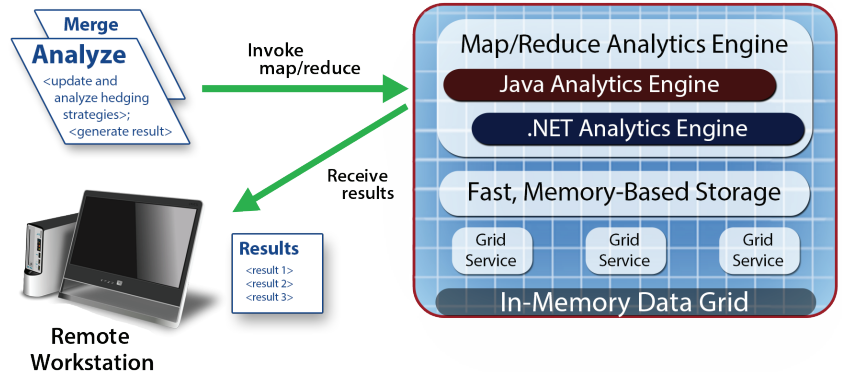 Merge
Analyze
<update and
analyze hedging
strategies>;
<generate result>
Invoke
map/reduce
Receive
results
Results
<result 1>
<result 2>
<result 3>
Remote
Workstation
Map/Reduce Analytics Engine
Java Analytics Engine
.NET Analytics Engine
Fast, Memory-Based Storage
Grid
Service
Grid
Service
Grid
Service
In-Memory Data Grid